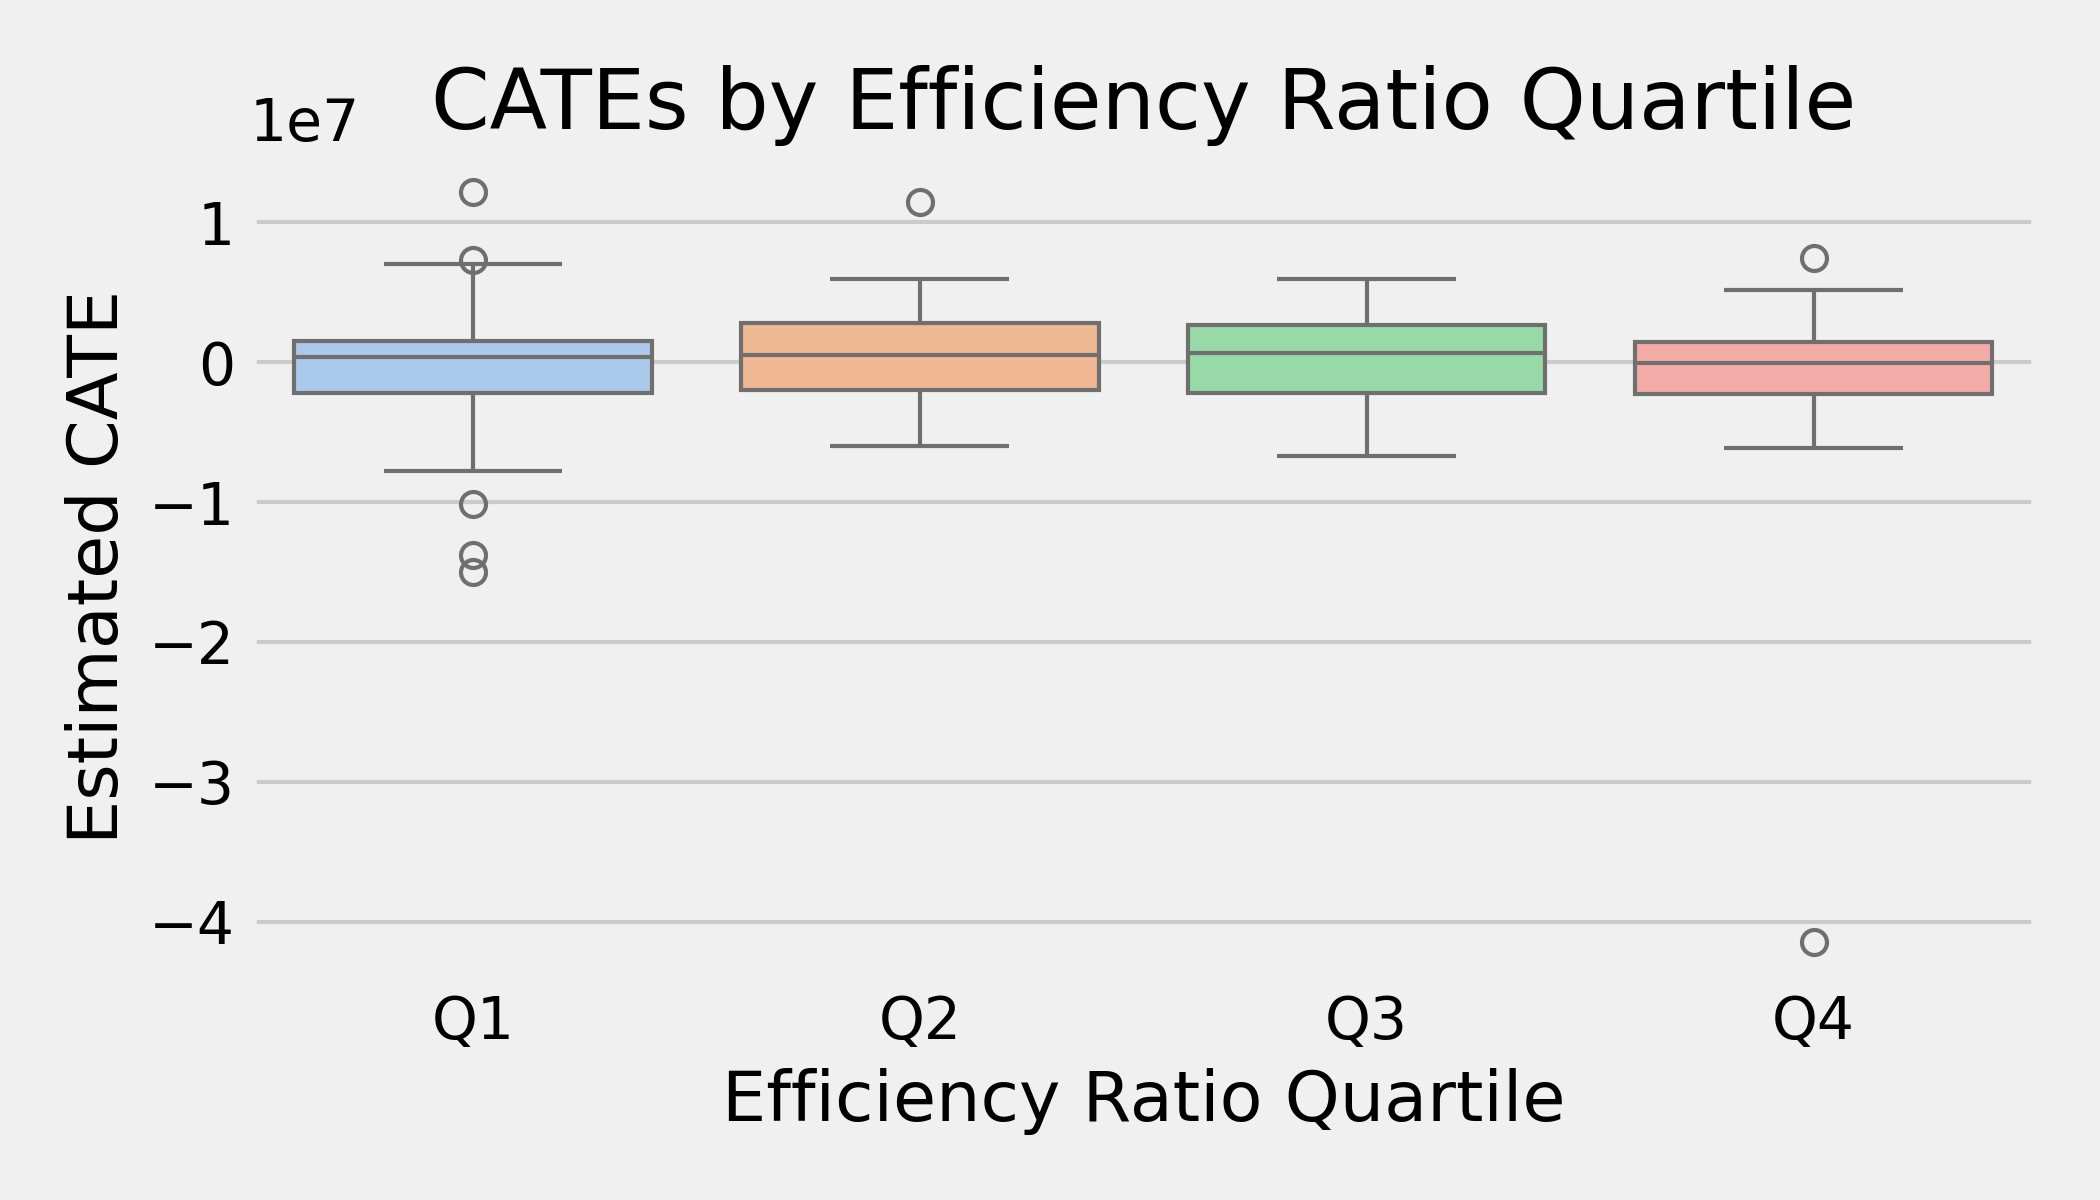 CATEs by Efficiency Ratio Quartile
1e7
1
0
−1
−2
−3
−4
Estimated CATE
Q1 Q2 Q3 Q4
Efficiency Ratio Quartile